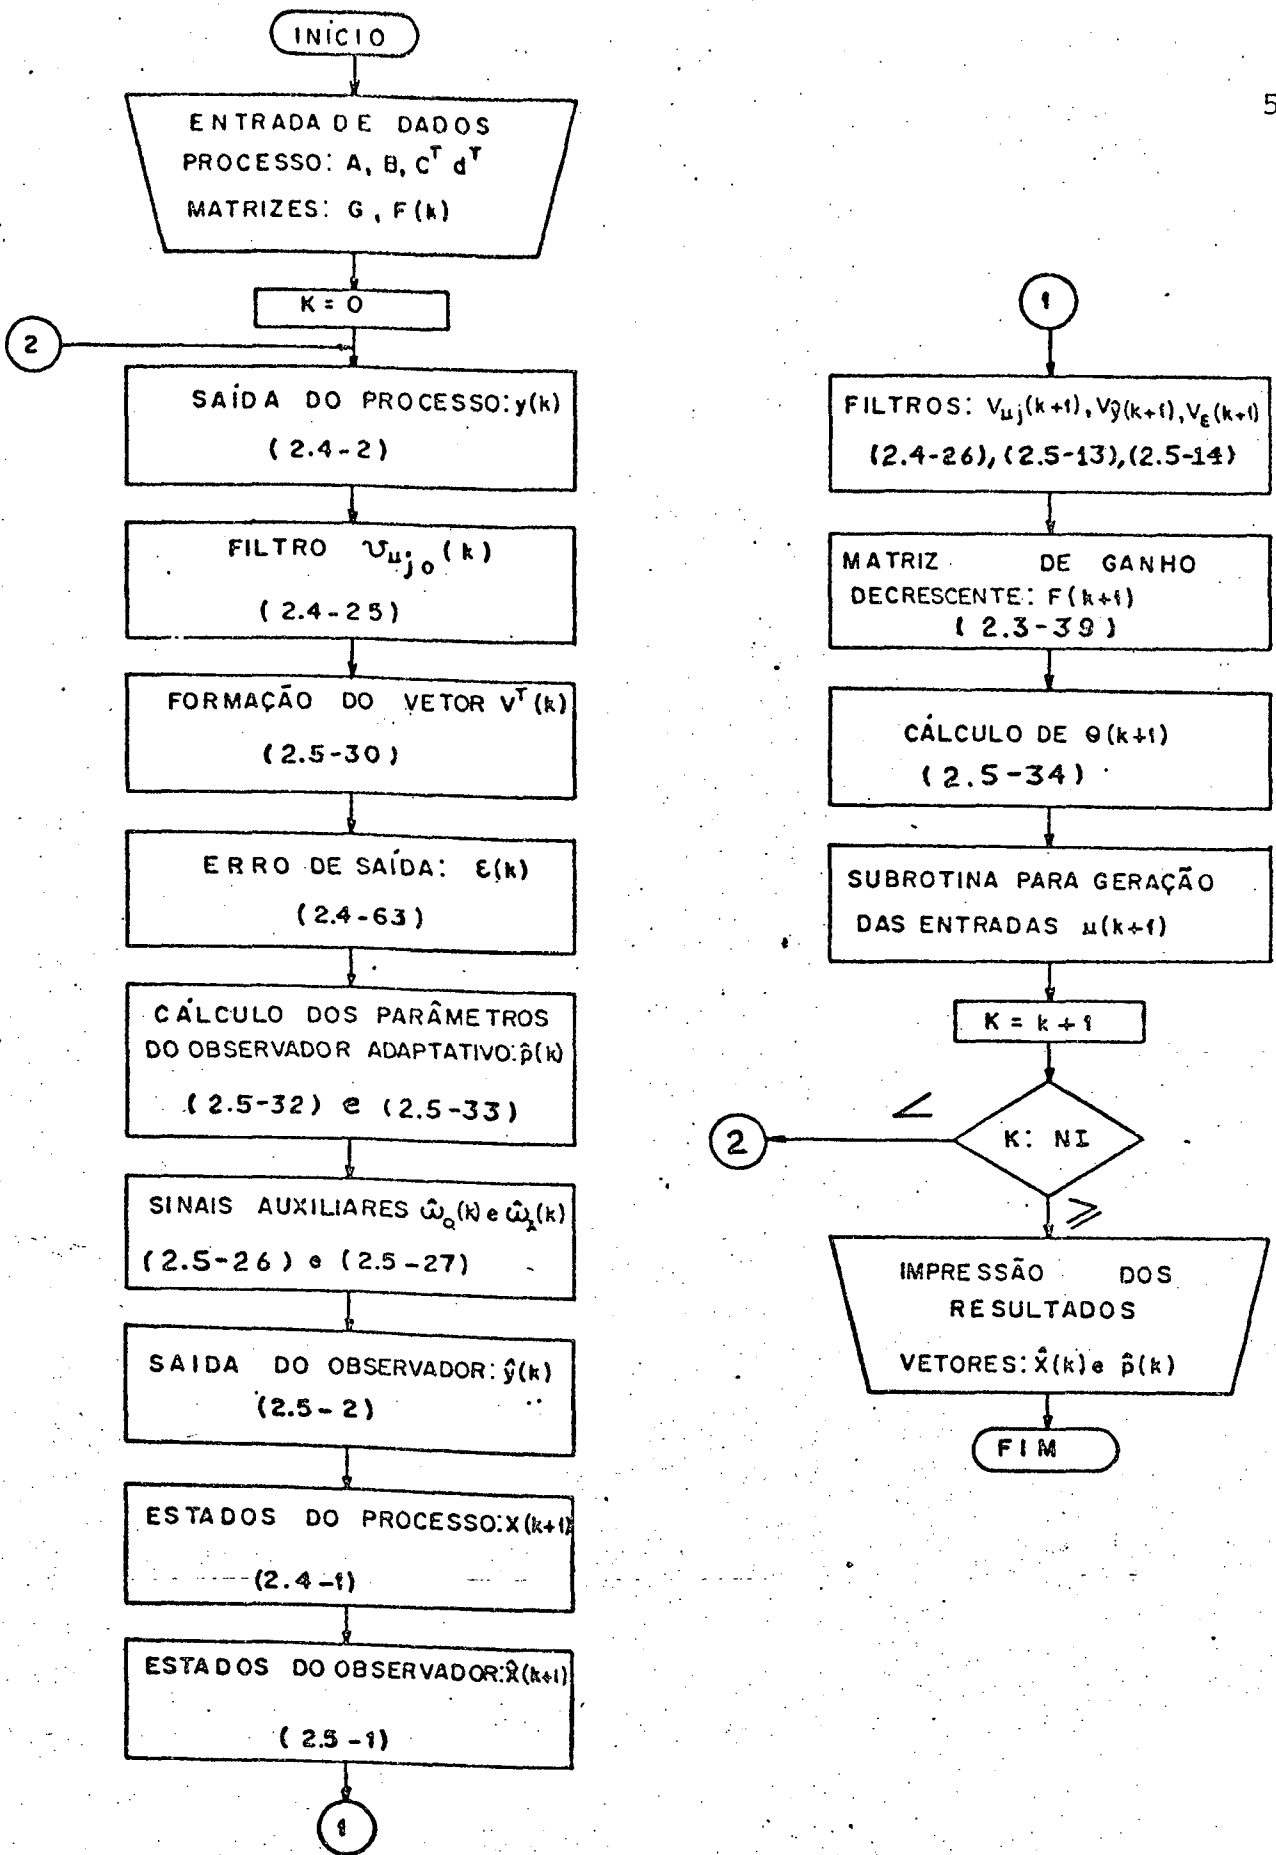 INÍCIO
5
ENTRADA DE DADOS
PROCESSO: A, B, Cᵀ dᵀ
MATRIZES: G, F(k)
K = 0
2
SAÍDA DO PROCESSO: y(k)
(2.4-2)
FILTRO υ_{μj0}(k)
(2.4-25)
FORMAÇÃO DO VETOR Vᵀ(k)
(2.5-30)
ERRO DE SAÍDA: ε(k)
(2.4-63)
CÁLCULO DOS PARÂMETROS
DO OBSERVADOR ADAPTATIVO: p̂(k)
(2.5-32) e (2.5-33)
SINAIS AUXILIARES ω̂ₐ(k) e ω̂_λ(k)
(2.5-26) e (2.5-27)
SAIDA DO OBSERVADOR: ŷ(k)
(2.5-2)
ESTADOS DO PROCESSO: X(k+1)
(2.4-1)
ESTADOS DO OBSERVADOR: X̂(k+1)
(2.5-1)
1
1
FILTROS: V_{μj}(k+1), V_ŷ(k+1), V_ε(k+1)
(2.4-26), (2.5-13), (2.5-14)
MATRIZ DE GANHO
DECRESCENTE: F(k+1)
(2.3-39)
CÁLCULO DE Θ(k+1)
(2.5-34)
SUBROTINA PARA GERAÇÃO
DAS ENTRADAS μ(k+1)
K = k+1
<
2
K: NI
≥
IMPRESSÃO DOS
RESULTADOS
VETORES: X̂(k) e p̂(k)
FIM